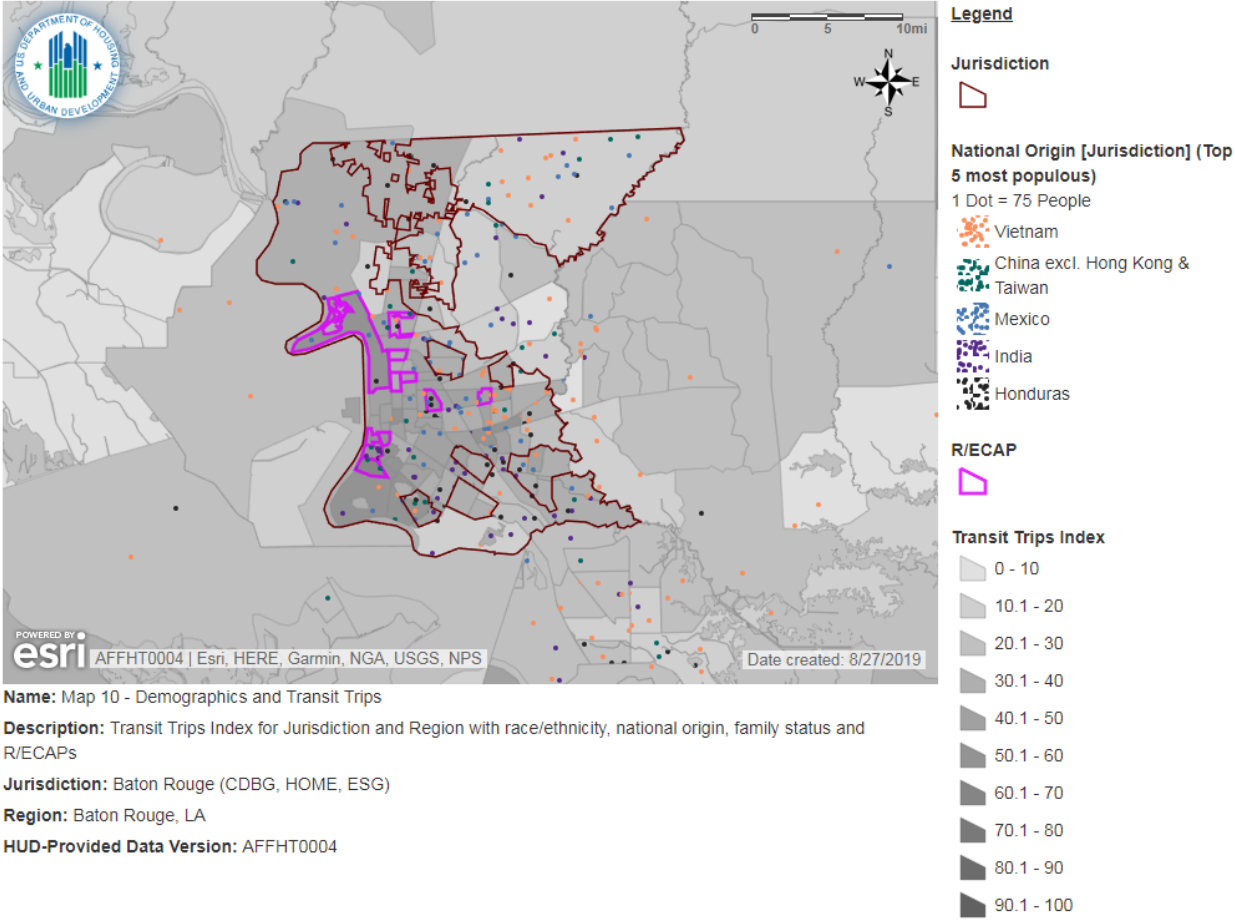 U.S. DEPARTMENT OF HOUSING
AND URBAN DEVELOPMENT
0 5 10mi
N
W E
S
POWERED BY
esri
AFFHT0004 | Esri, HERE, Garmin, NGA, USGS, NPS
Date created: 8/27/2019
Name: Map 10 - Demographics and Transit Trips
Description: Transit Trips Index for Jurisdiction and Region with race/ethnicity, national origin, family status and
R/ECAPs
Jurisdiction: Baton Rouge (CDBG, HOME, ESG)
Region: Baton Rouge, LA
HUD-Provided Data Version: AFFHT0004
Legend
Jurisdiction
National Origin [Jurisdiction] (Top
5 most populous)
1 Dot = 75 People
Vietnam
China excl. Hong Kong &
Taiwan
Mexico
India
Honduras
R/ECAP
Transit Trips Index
0 - 10
10.1 - 20
20.1 - 30
30.1 - 40
40.1 - 50
50.1 - 60
60.1 - 70
70.1 - 80
80.1 - 90
90.1 - 100